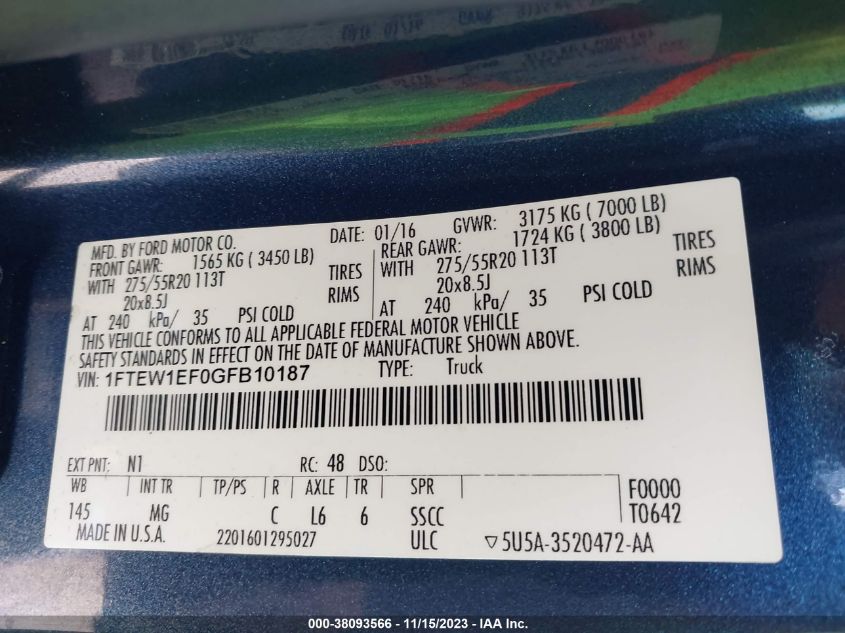 MFD. BY FORD MOTOR CO. DATE: 01/16 GVWR: 3175 KG ( 7000 LB)
FRONT GAWR: 1565 KG ( 3450 LB) REAR GAWR: 1724 KG ( 3800 LB)
WITH 275/55R20 113T TIRES WITH 275/55R20 113T TIRES
20x8.5J RIMS 20x8.5J RIMS
AT 240 kPa/ 35 PSI COLD AT 240 kPa/ 35 PSI COLD
THIS VEHICLE CONFORMS TO ALL APPLICABLE FEDERAL MOTOR VEHICLE
SAFETY STANDARDS IN EFFECT ON THE DATE OF MANUFACTURE SHOWN ABOVE.
VIN: 1FTEW1EF0GFB10187 TYPE: Truck
EXT PNT: N1 RC: 48 DSO:
WB INT TR TP/PS R AXLE TR SPR F0000
145 MG C L6 6 SSCC T0642
MADE IN U.S.A. 2201601295027 ULC ▽5U5A-3520472-AA
000-38093566 - 11/15/2023 - IAA Inc.